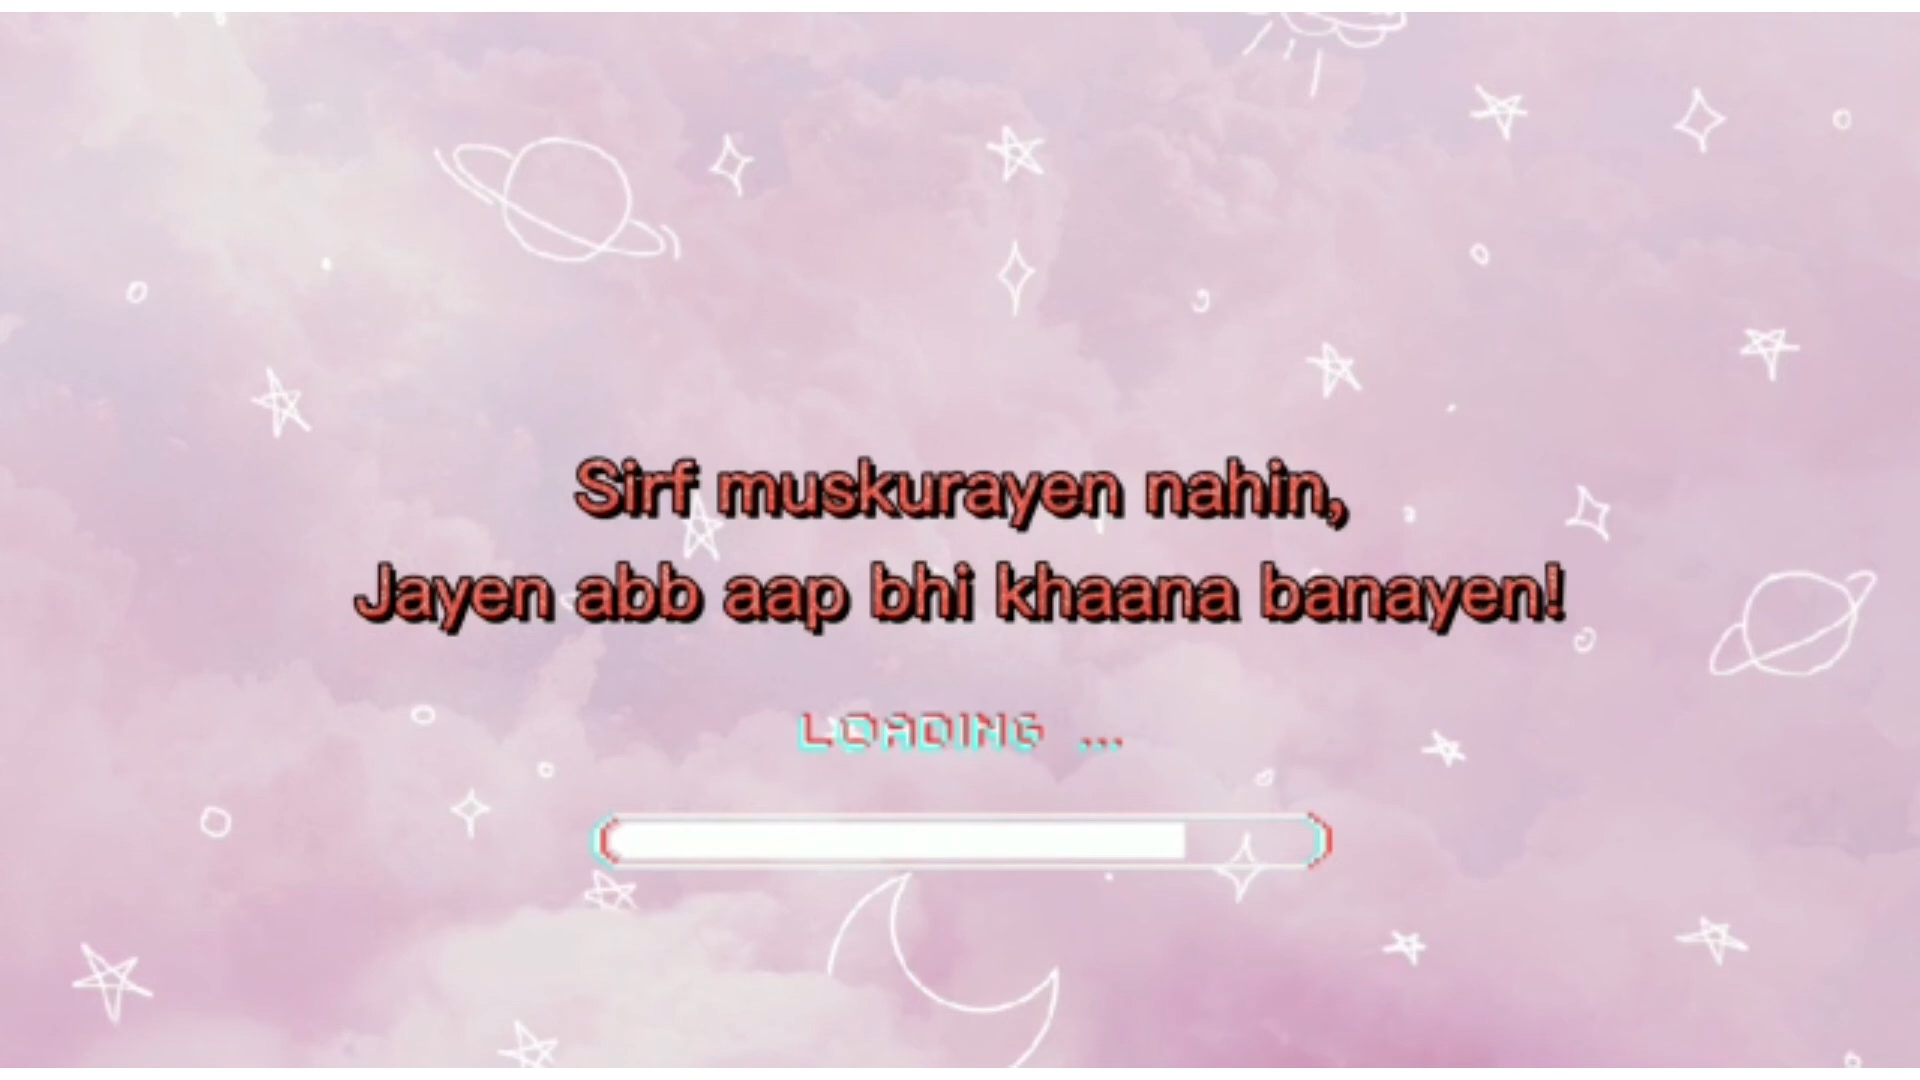 Sirf muskurayen nahin,
Jayen abb aap bhi khaana banayen!
LOADING ...